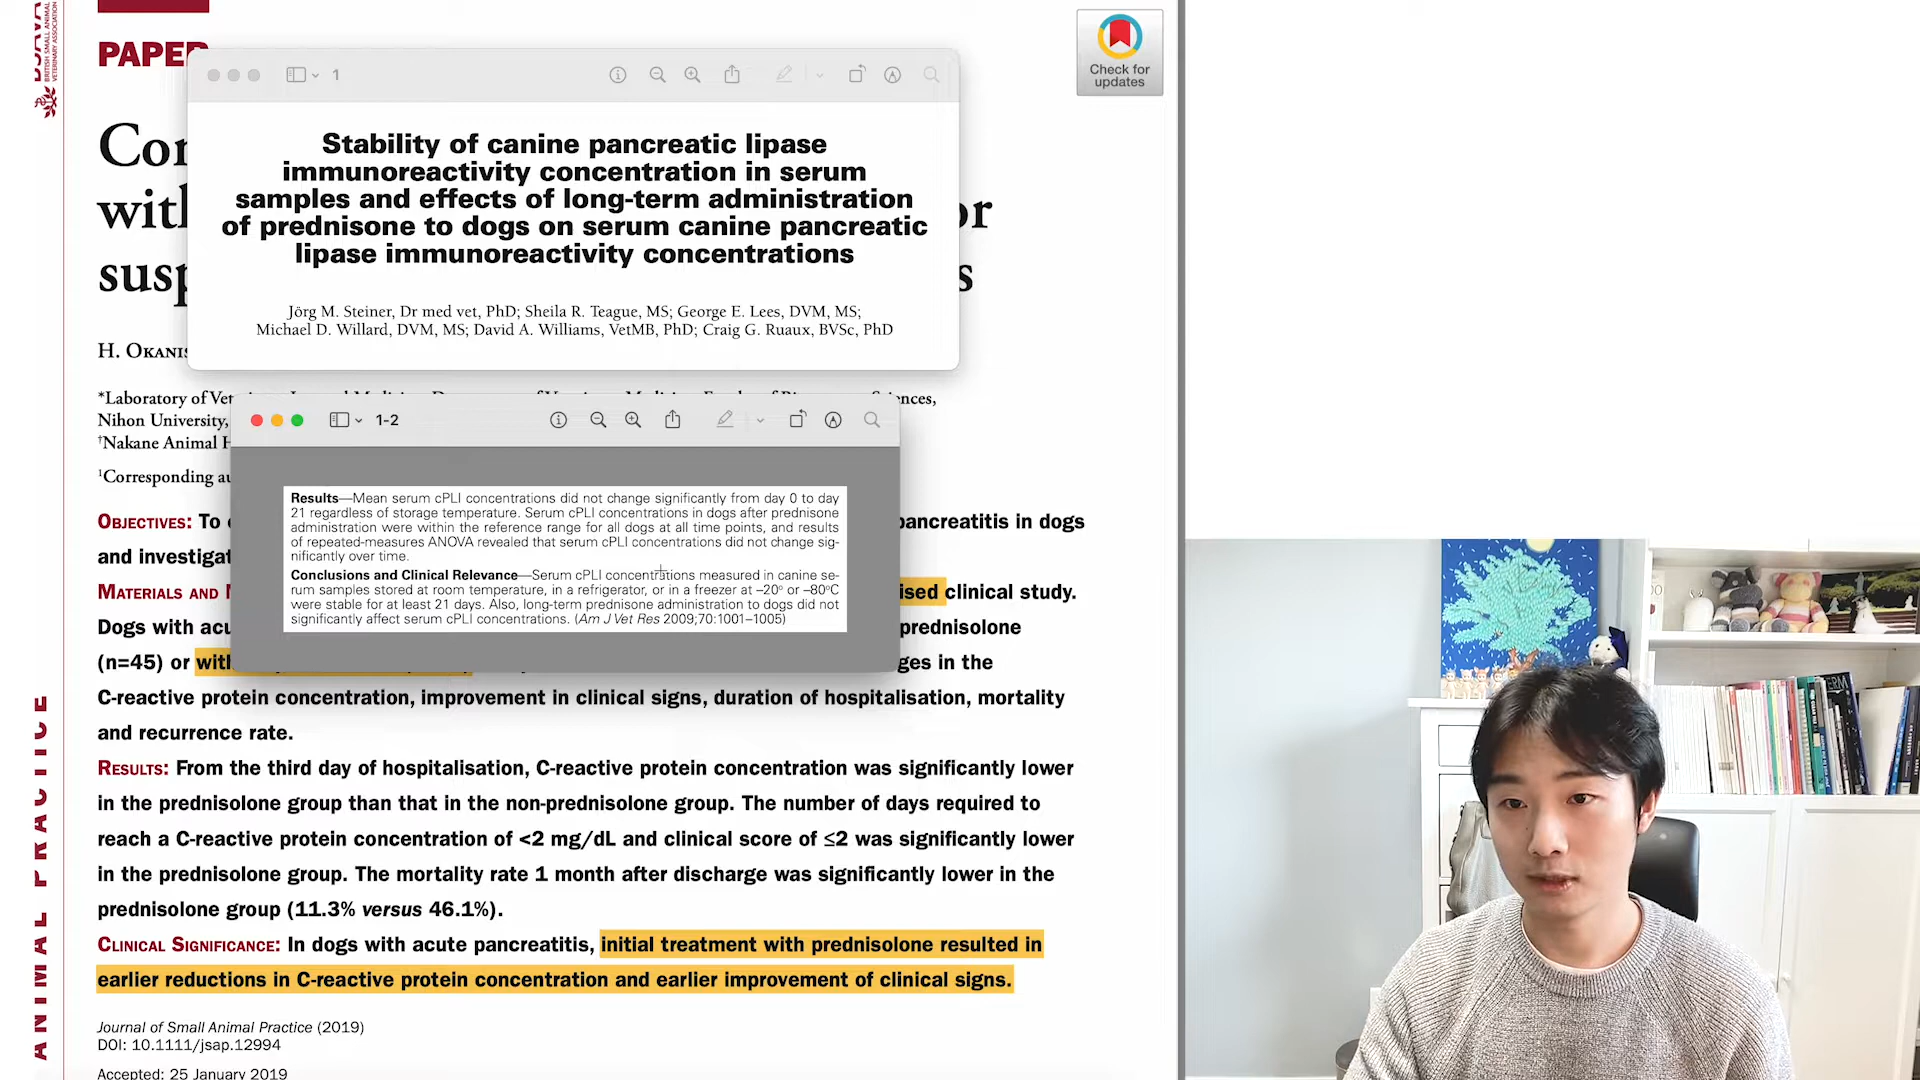 BSAVA
BRITISH SMALL ANIMAL
VETERINARY ASSOCIATION
PAPER
Check for
updates
1
Stability of canine pancreatic lipase
immunoreactivity concentration in serum
samples and effects of long-term administration
of prednisone to dogs on serum canine pancreatic
lipase immunoreactivity concentrations
Jörg M. Steiner, Dr med vet, PhD; Sheila R. Teague, MS; George E. Lees, DVM, MS;
Michael D. Willard, DVM, MS; David A. Williams, VetMB, PhD; Craig G. Ruaux, BVSc, PhD
H. OKANIS
*Laboratory of Vet
Nihon University,
†Nakane Animal H
¹Corresponding au
1-2
Results—Mean serum cPLI concentrations did not change significantly from day 0 to day
21 regardless of storage temperature. Serum cPLI concentrations in dogs after prednisone
administration were within the reference range for all dogs at all time points, and results
of repeated-measures ANOVA revealed that serum cPLI concentrations did not change sig-
nificantly over time.
Conclusions and Clinical Relevance—Serum cPLI concentrations measured in canine se-
rum samples stored at room temperature, in a refrigerator, or in a freezer at –20° or –80°C
were stable for at least 21 days. Also, long-term prednisone administration to dogs did not
significantly affect serum cPLI concentrations. (Am J Vet Res 2009;70:1001–1005)
OBJECTIVES: To pancreatitis in dogs
and investigat
MATERIALS AND M ised clinical study.
Dogs with acu prednisolone
(n=45) or with ges in the
C-reactive protein concentration, improvement in clinical signs, duration of hospitalisation, mortality
and recurrence rate.
RESULTS: From the third day of hospitalisation, C-reactive protein concentration was significantly lower
in the prednisolone group than that in the non-prednisolone group. The number of days required to
reach a C-reactive protein concentration of <2 mg/dL and clinical score of ≤2 was significantly lower
in the prednisolone group. The mortality rate 1 month after discharge was significantly lower in the
prednisolone group (11.3% versus 46.1%).
CLINICAL SIGNIFICANCE: In dogs with acute pancreatitis, initial treatment with prednisolone resulted in
earlier reductions in C-reactive protein concentration and earlier improvement of clinical signs.
Journal of Small Animal Practice (2019)
DOI: 10.1111/jsap.12994
Accepted: 25 January 2019
ANIMAL PRACTICE